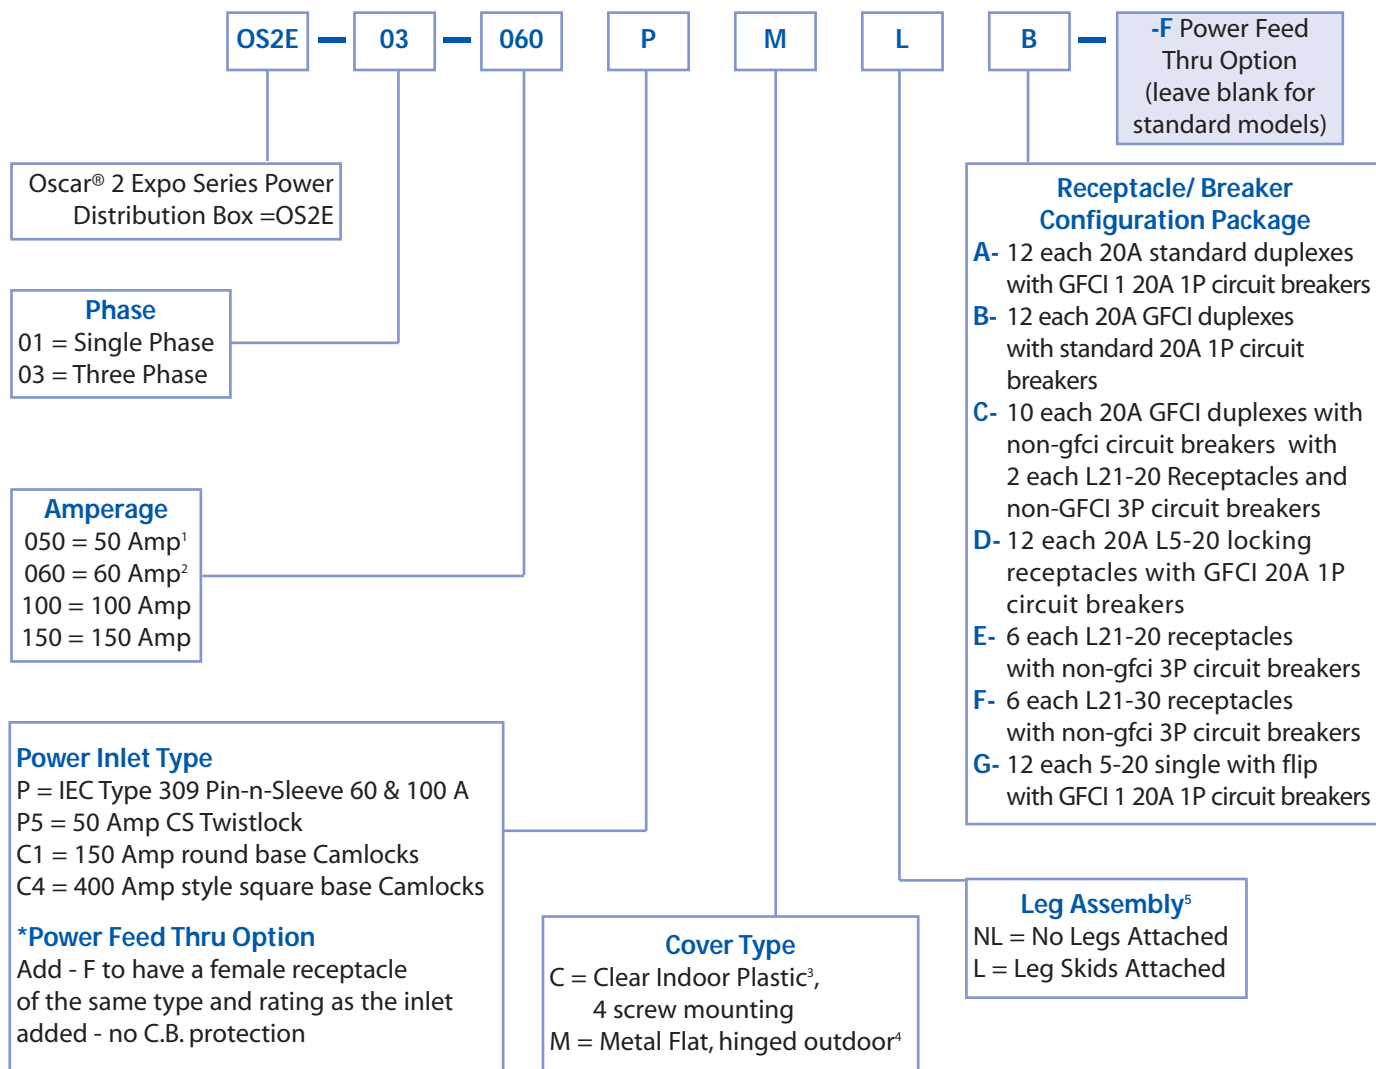 OS2E — 03 — 060 P M L B —
-F Power Feed
Thru Option
(leave blank for
standard models)
Oscar® 2 Expo Series Power
Distribution Box =OS2E
Phase
01 = Single Phase
03 = Three Phase
Amperage
050 = 50 Amp¹
060 = 60 Amp²
100 = 100 Amp
150 = 150 Amp
Power Inlet Type
P = IEC Type 309 Pin-n-Sleeve 60 & 100 A
P5 = 50 Amp CS Twistlock
C1 = 150 Amp round base Camlocks
C4 = 400 Amp style square base Camlocks
*Power Feed Thru Option
Add - F to have a female receptacle
of the same type and rating as the inlet
added - no C.B. protection
Cover Type
C = Clear Indoor Plastic³,
4 screw mounting
M = Metal Flat, hinged outdoor⁴
Leg Assembly⁵
NL = No Legs Attached
L = Leg Skids Attached
Receptacle/ Breaker
Configuration Package
A- 12 each 20A standard duplexes
with GFCI 1 20A 1P circuit breakers
B- 12 each 20A GFCI duplexes
with standard 20A 1P circuit
breakers
C- 10 each 20A GFCI duplexes with
non-gfci circuit breakers with
2 each L21-20 Receptacles and
non-GFCI 3P circuit breakers
D- 12 each 20A L5-20 locking
receptacles with GFCI 20A 1P
circuit breakers
E- 6 each L21-20 receptacles
with non-gfci 3P circuit breakers
F- 6 each L21-30 receptacles
with non-gfci 3P circuit breakers
G- 12 each 5-20 single with flip
with GFCI 1 20A 1P circuit breakers